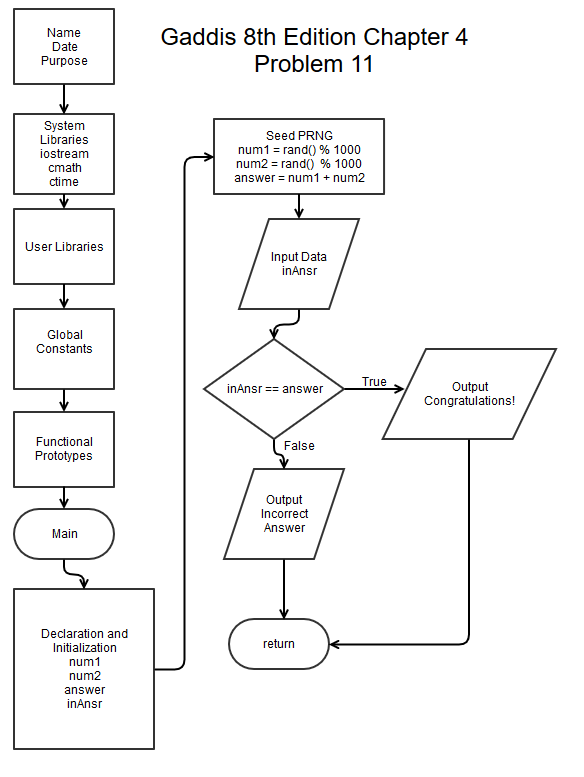 Gaddis 8th Edition Chapter 4
Problem 11
Name
Date
Purpose
System
Libraries
iostream
cmath
ctime
User Libraries
Global
Constants
Functional
Prototypes
Main
Declaration and
Initialization
num1
num2
answer
inAnsr
Seed PRNG
num1 = rand() % 1000
num2 = rand() % 1000
answer = num1 + num2
Input Data
inAnsr
inAnsr == answer
True
Output
Congratulations!
False
Output
Incorrect
Answer
return